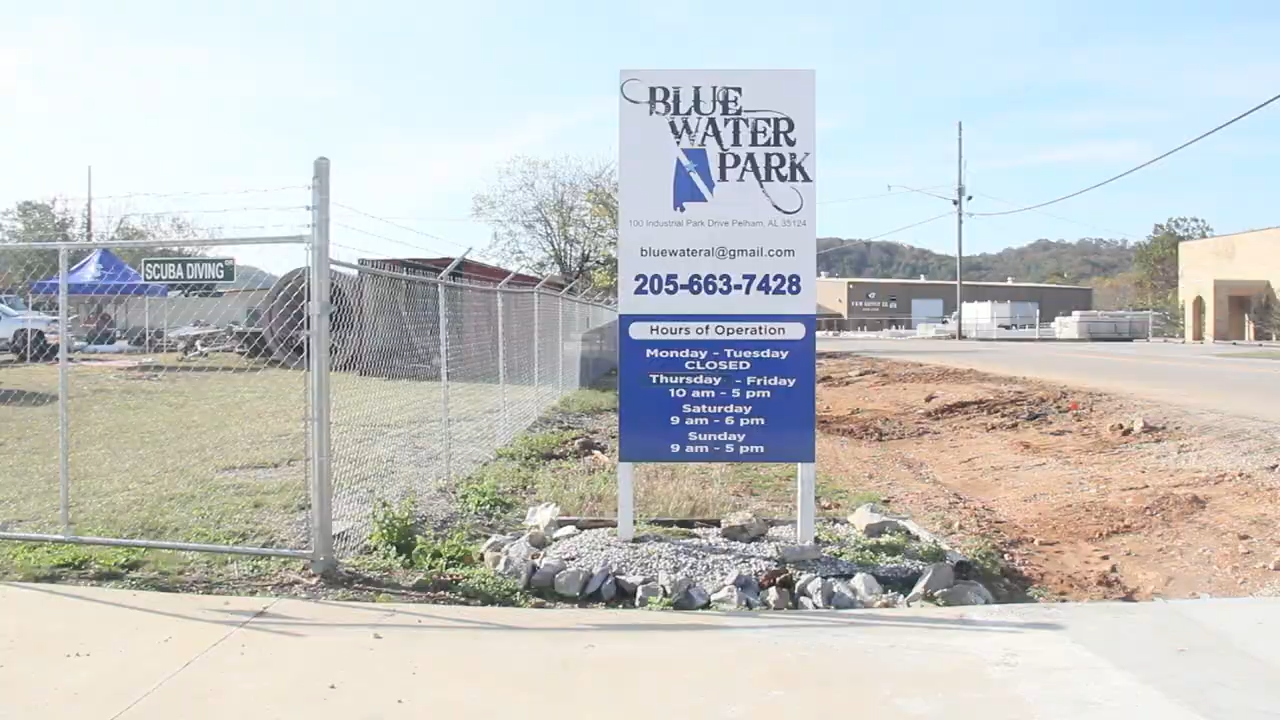 BLUE
WATER
PARK
100 Industrial Park Drive Pelham, AL 35124
bluewateral@gmail.com
205-663-7428
Hours of Operation
Monday - Tuesday
CLOSED
Thursday - Friday
10 am - 5 pm
Saturday
9 am - 6 pm
Sunday
9 am - 5 pm
SCUBA DIVING